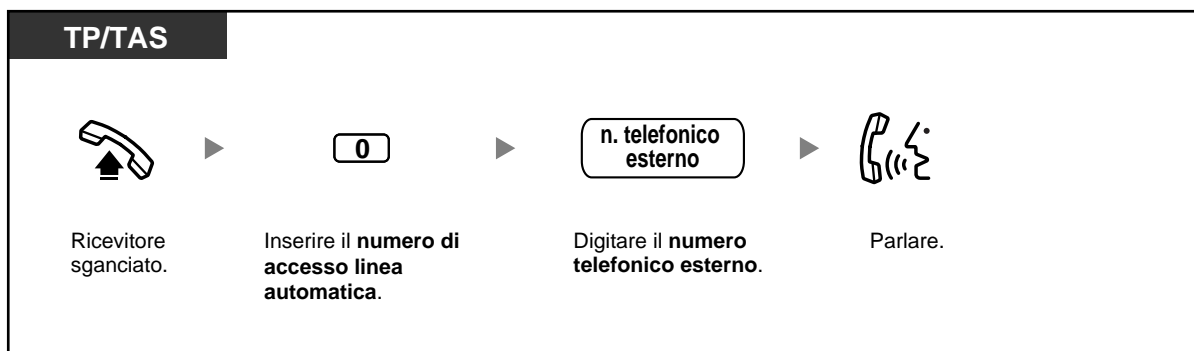 TP/TAS
0
n. telefonico
esterno
Ricevitore
sganciato.
Inserire il numero di
accesso linea
automatica.
Digitare il numero
telefonico esterno.
Parlare.